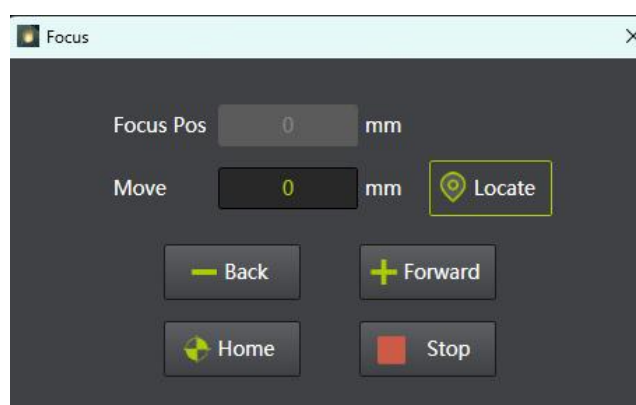 Focus
Focus Pos 0 mm
Move 0 mm Locate
Back Forward
Home Stop